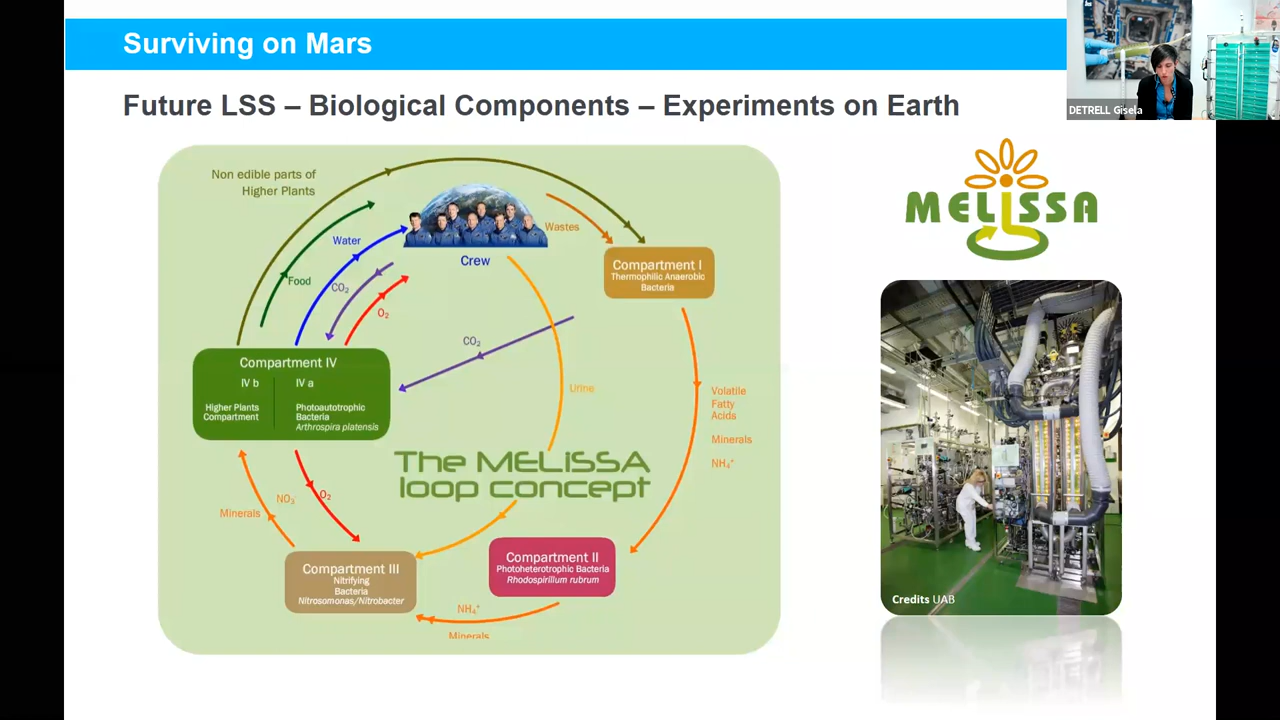 Surviving on Mars
DETRELL Gisela
Future LSS – Biological Components – Experiments on Earth
MELiSSA
Non edible parts of
Higher Plants
Water
Food
CO₂
O₂
Crew
Wastes
Compartment I
Thermophilic Anaerobic
Bacteria
CO₂
Urine
Compartment IV
IV b
IV a
Higher Plants
Compartment
Photoautotrophic
Bacteria
Arthrospira platensis
Volatile
Fatty
Acids
Minerals
NH₄⁺
The MELiSSA
loop concept
NO₃⁻
O₂
Minerals
Compartment III
Nitrifying
Bacteria
Nitrosomonas/Nitrobacter
Compartment II
Photoheterotrophic Bacteria
Rhodospirillum rubrum
NH₄⁺
Minerals
Credits UAB